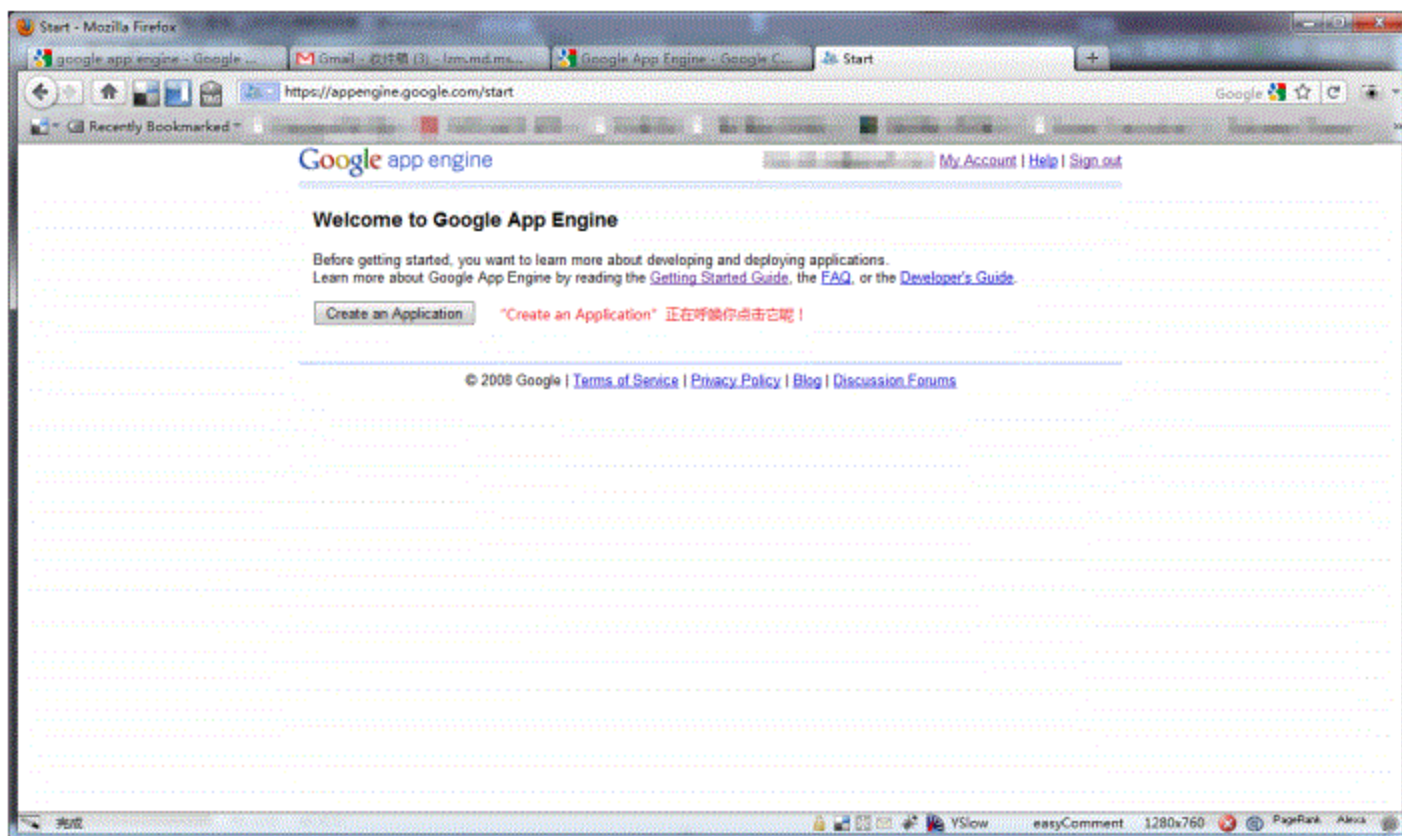 Start - Mozilla Firefox
google app engine - Google ...
Gmail - 收件箱 (3) - lzm.md.ms...
Google App Engine - Google C...
Start
https://appengine.google.com/start
Google
Recently Bookmarked
Google app engine
My Account | Help | Sign out
Welcome to Google App Engine
Before getting started, you want to learn more about developing and deploying applications.
Learn more about Google App Engine by reading the Getting Started Guide, the FAQ, or the Developer's Guide.
Create an Application
“Create an Application”正在呼唤你点击它呢！
© 2008 Google | Terms of Service | Privacy Policy | Blog | Discussion Forums
完成
YSlow
easyComment
1280x760
PageRank
Alexa